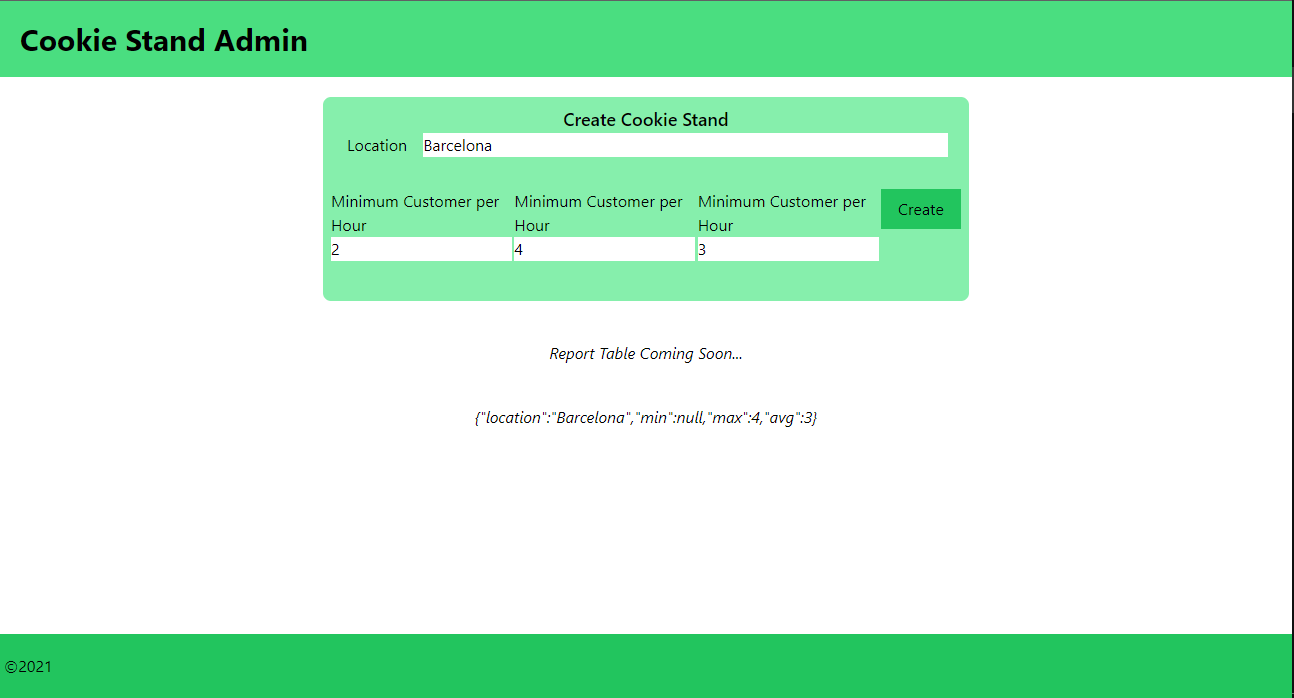 Cookie Stand Admin
Create Cookie Stand
Location Barcelona
Minimum Customer per Hour
2
Minimum Customer per Hour
4
Minimum Customer per Hour
3
Create
Report Table Coming Soon...
{"location":"Barcelona","min":null,"max":4,"avg":3}
©2021